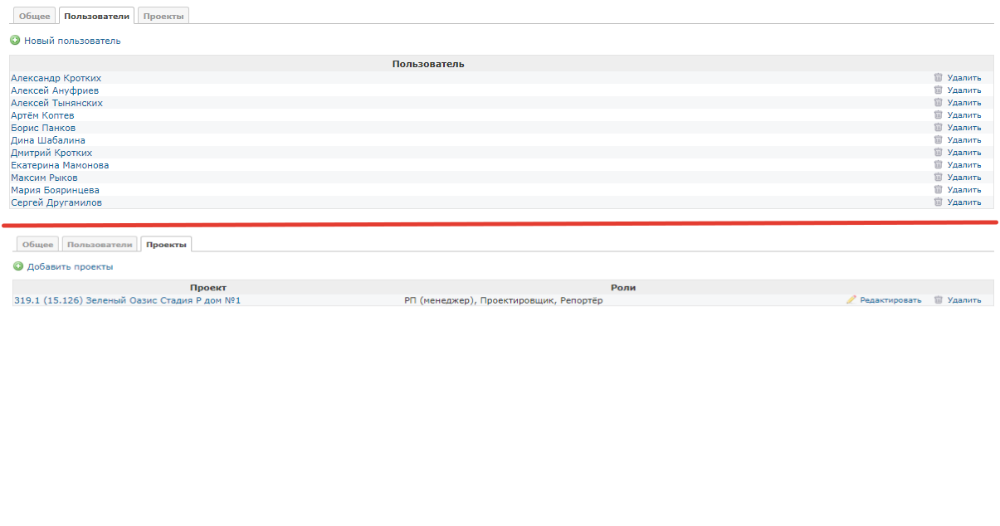 Общее Пользователи Проекты
Новый пользователь
Пользователь
Александр Кротких Удалить
Алексей Ануфриев Удалить
Алексей Тынянских Удалить
Артём Коптев Удалить
Борис Панков Удалить
Дина Шабалина Удалить
Дмитрий Кротких Удалить
Екатерина Мамонова Удалить
Максим Рыков Удалить
Мария Бояринцева Удалить
Сергей Другамилов Удалить
Общее Пользователи Проекты
Добавить проекты
Проект Роли
319.1 (15.126) Зеленый Оазис Стадия Р дом №1 РП (менеджер), Проектировщик, Репортёр Редактировать Удалить